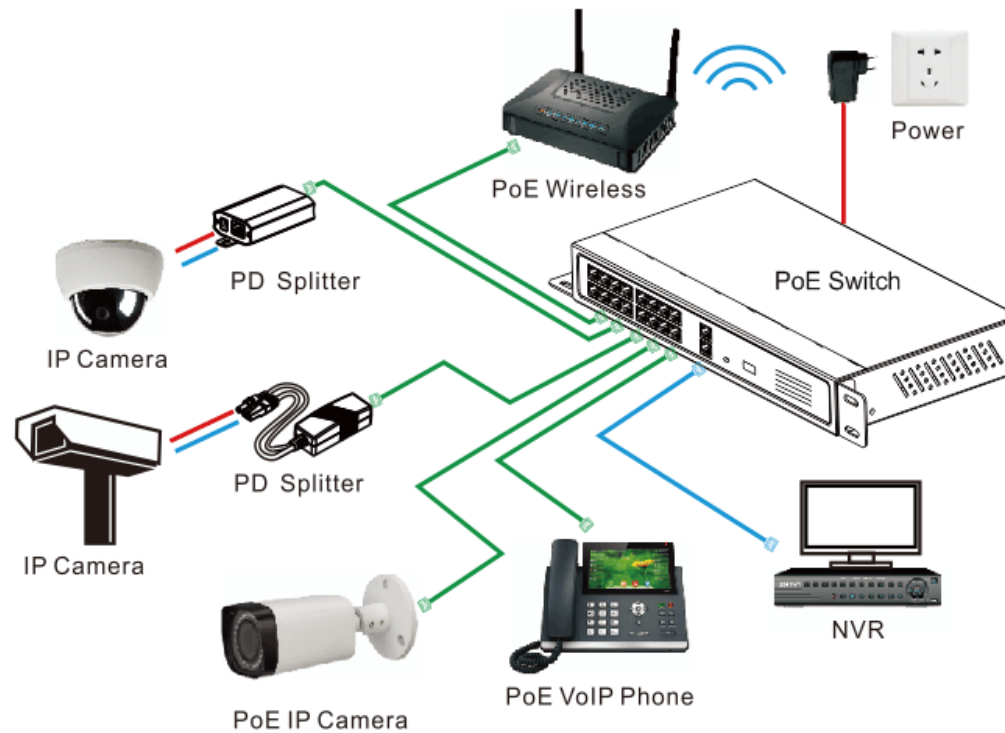 Power
PoE Wireless
PD Splitter
PoE Switch
IP Camera
PD Splitter
IP Camera
NVR
PoE VoIP Phone
PoE IP Camera